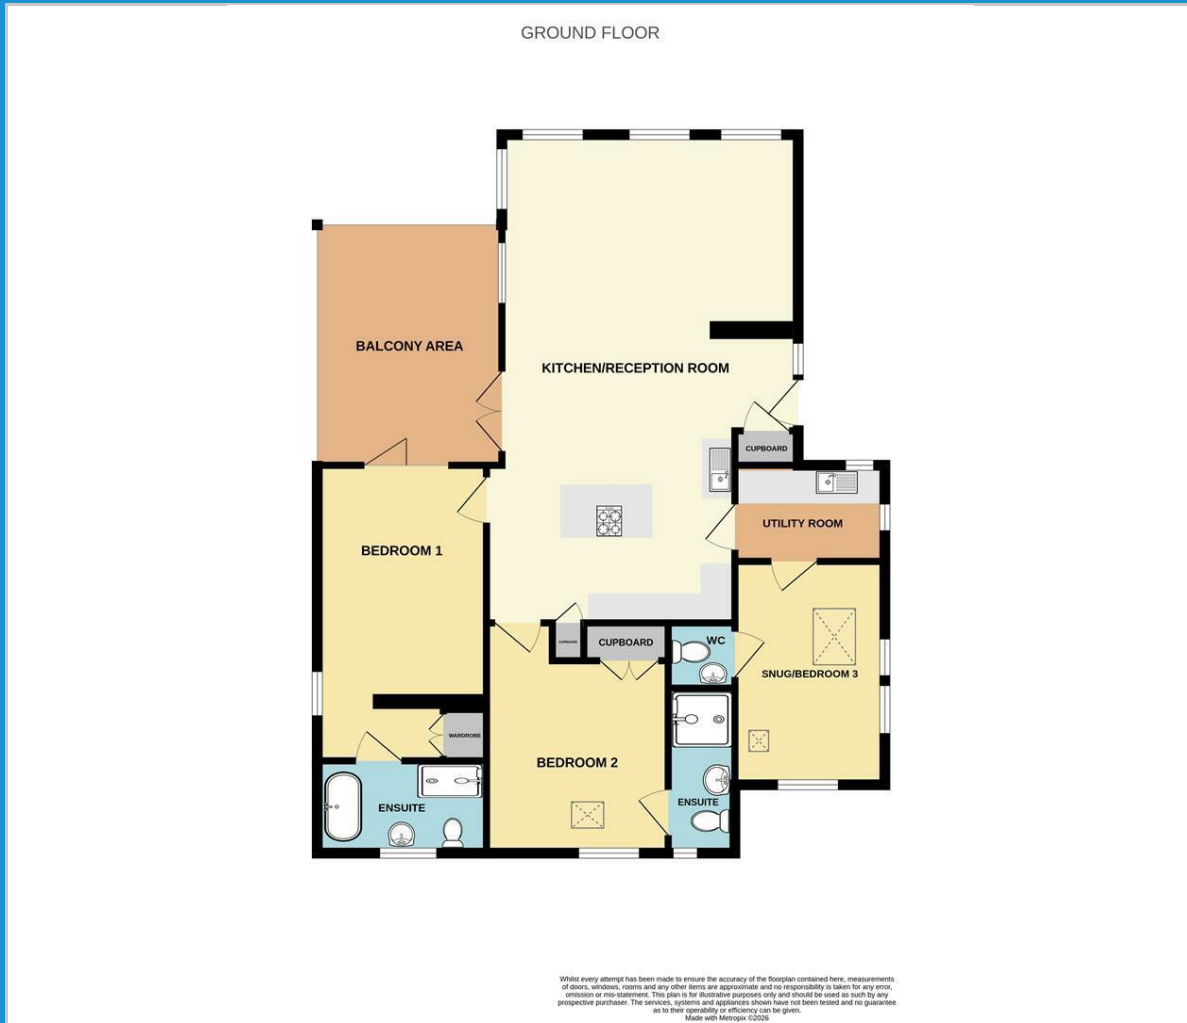 GROUND FLOOR
BALCONY AREA
KITCHEN/RECEPTION ROOM
CUPBOARD
UTILITY ROOM
BEDROOM 1
CUPBOARD
WC
SNUG/BEDROOM 3
WARDROBE
BEDROOM 2
ENSUITE
ENSUITE
Whilst every attempt has been made to ensure the accuracy of the floorplan contained here, measurements
of doors, windows, rooms and any other items are approximate and no responsibility is taken for any error,
omission or mis-statement. This plan is for illustrative purposes only and should be used as such by any
prospective purchaser. The services, systems and appliances shown have not been tested and no guarantee
as to their operability or efficiency can be given.
Made with Metropix ©2026